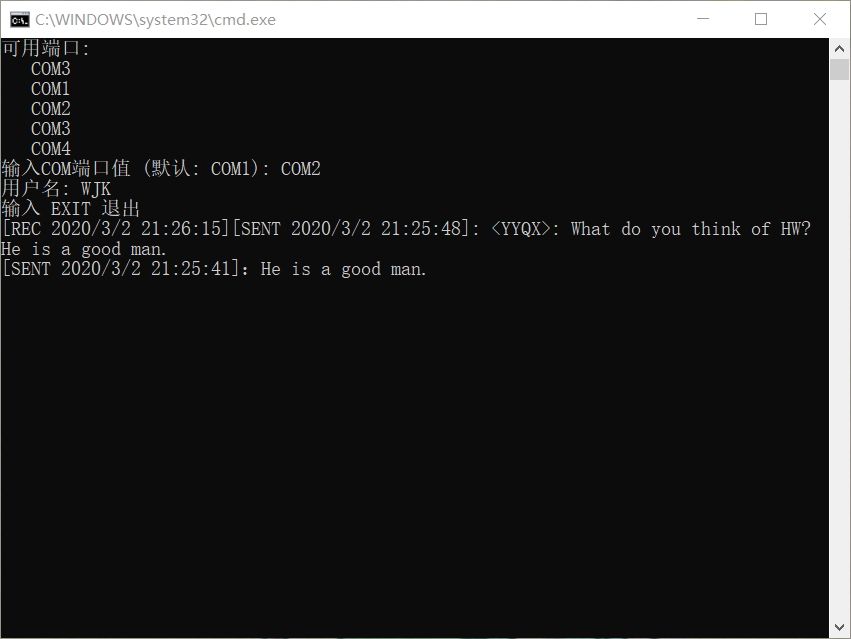 C:\WINDOWS\system32\cmd.exe
可用端口:
COM3
COM1
COM2
COM3
COM4
输入COM端口值 (默认: COM1): COM2
用户名: WJK
输入 EXIT 退出
[REC 2020/3/2 21:26:15][SENT 2020/3/2 21:25:48]: <YYQX>: What do you think of HW?
He is a good man.
[SENT 2020/3/2 21:25:41]: He is a good man.